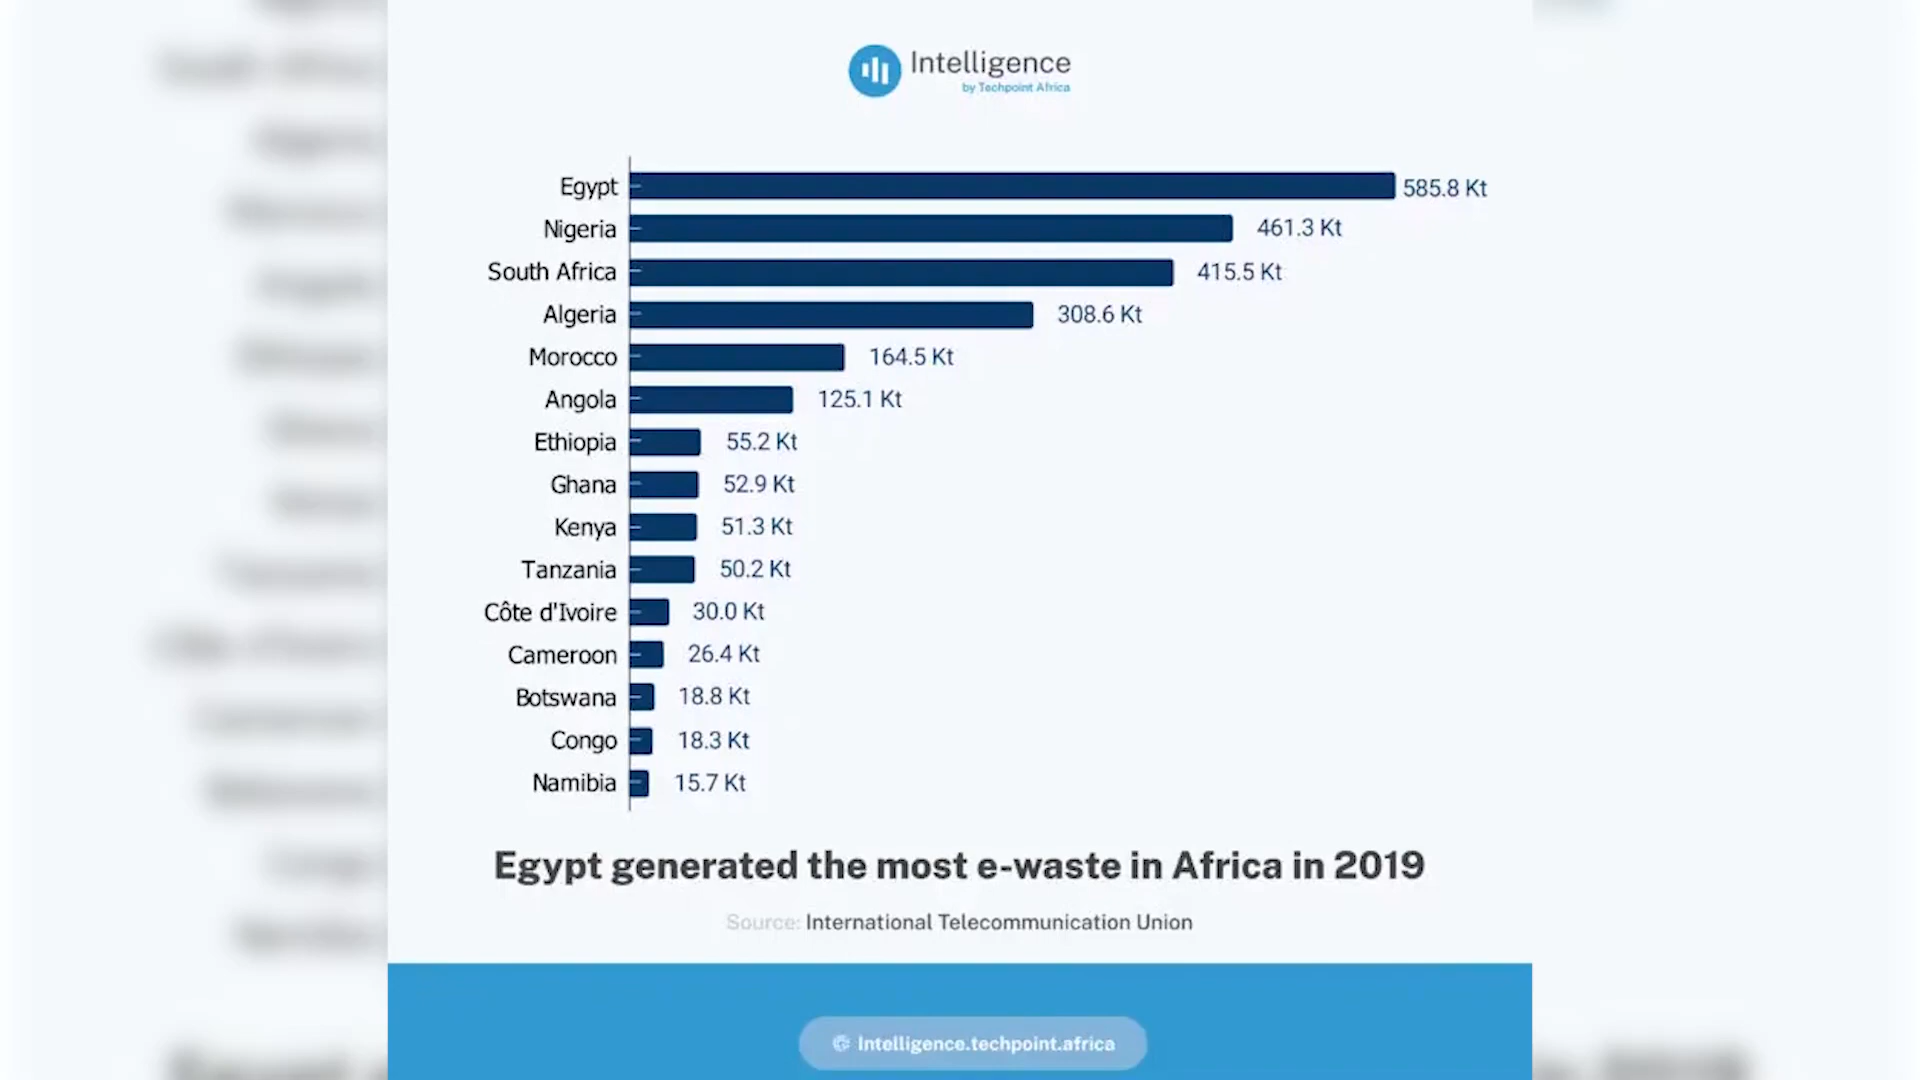 Intelligence
by Techpoint Africa
Egypt 585.8 Kt
Nigeria 461.3 Kt
South Africa 415.5 Kt
Algeria 308.6 Kt
Morocco 164.5 Kt
Angola 125.1 Kt
Ethiopia 55.2 Kt
Ghana 52.9 Kt
Kenya 51.3 Kt
Tanzania 50.2 Kt
Côte d'Ivoire 30.0 Kt
Cameroon 26.4 Kt
Botswana 18.8 Kt
Congo 18.3 Kt
Namibia 15.7 Kt
Egypt generated the most e-waste in Africa in 2019
Source: International Telecommunication Union
Intelligence.techpoint.africa